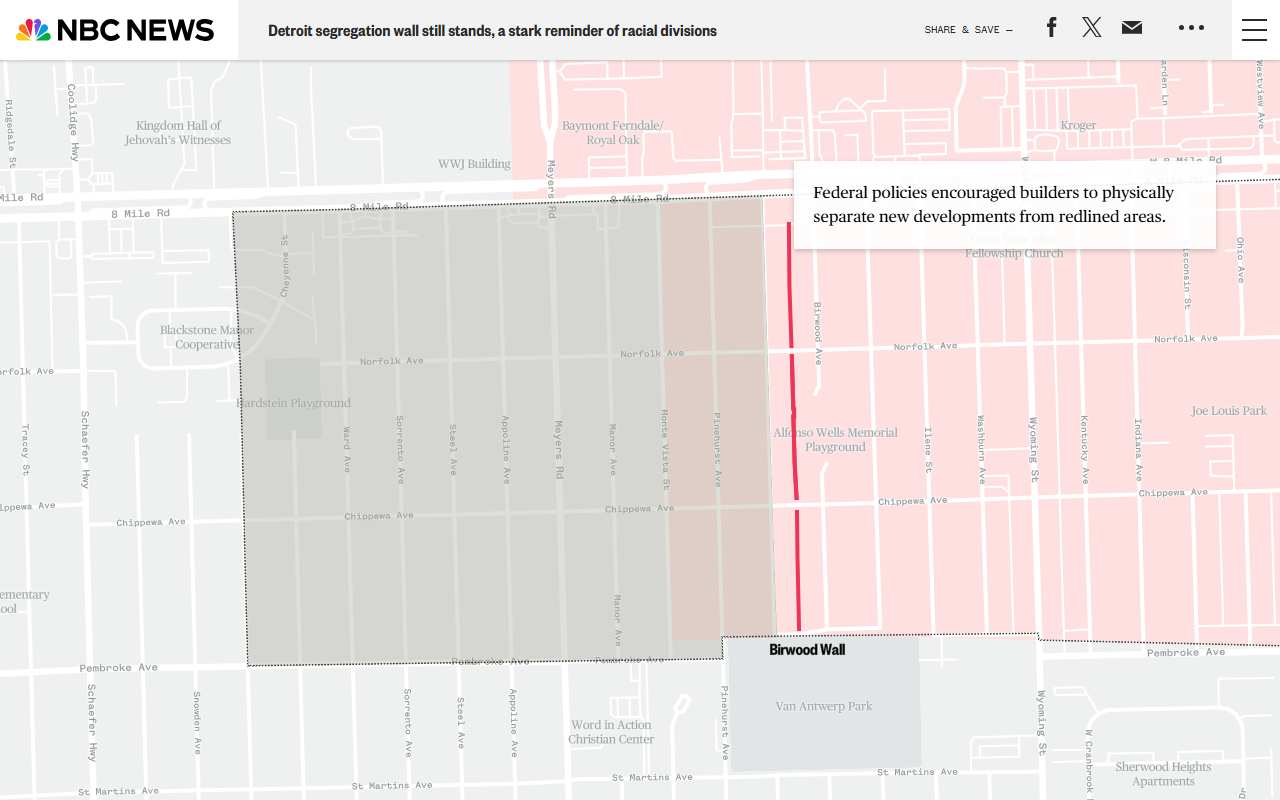 NBC NEWS
Detroit segregation wall still stands, a stark reminder of racial divisions
SHARE & SAVE —
Federal policies encouraged builders to physically
separate new developments from redlined areas.
Ridgedale St
Coolidge Hwy
Kingdom Hall of
Jehovah's Witnesses
WWJ Building
Baymont Ferndale/
Royal Oak
Kroger
Westview Ave
Meyers Rd
W 8 Mile Rd
Mile Rd
8 Mile Rd
8 Mile Rd
8 Mile Rd
Cheyenne St
Fellowship Church
Ohio Ave
Birwood Ave
Blackstone Manor
Cooperative
Norfolk Ave
Norfolk Ave
Norfolk Ave
Norfolk Ave
Hardstein Playground
Joe Louis Park
Alfonso Wells Memorial
Playground
Tracey St
Schaefer Hwy
Ward Ave
Sorrento Ave
Steel Ave
Appoline Ave
Meyers Rd
Manor Ave
Monte Vista St
Pinehurst Ave
Ilene St
Washburn Ave
Wyoming St
Kentucky Ave
Indiana Ave
Chippewa Ave
Chippewa Ave
Chippewa Ave
Chippewa Ave
Chippewa Ave
Manor Ave
Birwood Wall
Pembroke Ave
Pembroke Ave
Pembroke Ave
Pembroke Ave
Schaefer Hwy
Snowden Ave
Sorrento Ave
Steel Ave
Appoline Ave
Pinehurst Ave
Wyoming St
Van Antwerp Park
Word in Action
Christian Center
W Cranbrook
Sherwood Heights
Apartments
St Martins Ave
St Martins Ave
St Martins Ave
St Martins Ave
Dr